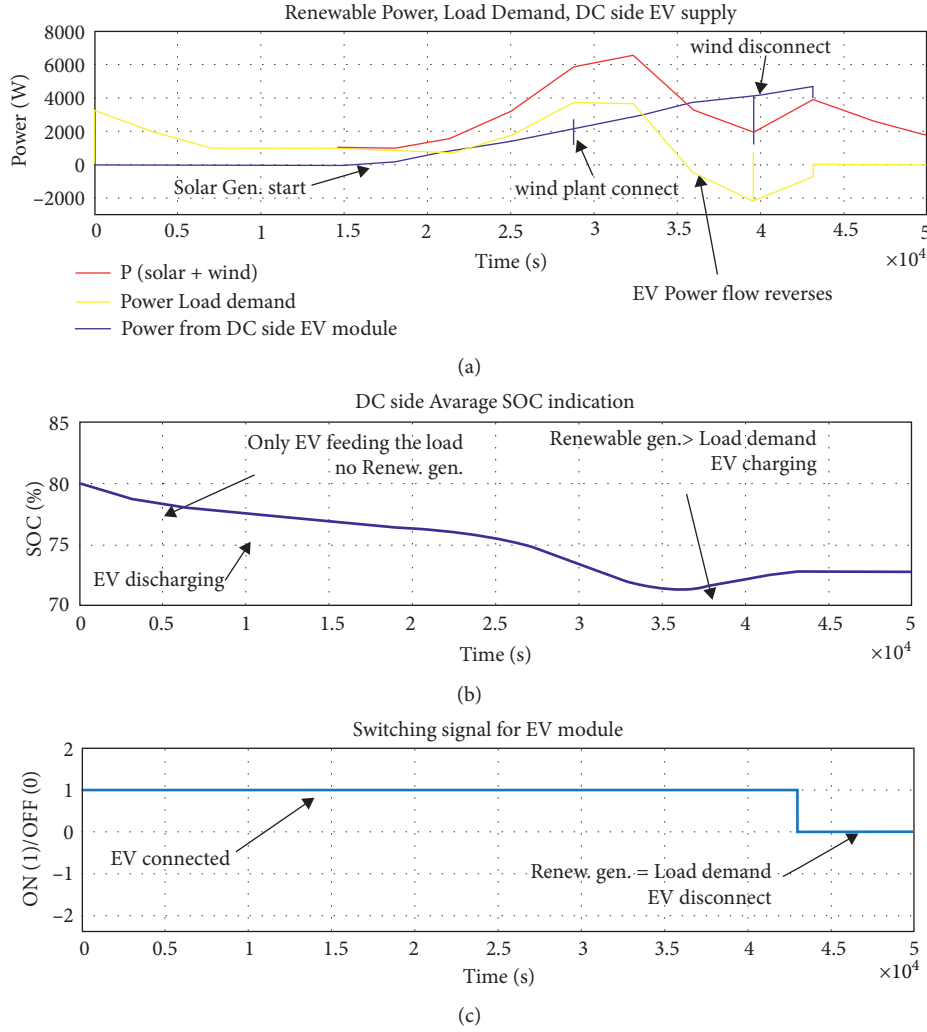 Renewable Power, Load Demand, DC side EV supply
8000
6000
4000
2000
0
−2000
Power (W)
wind disconnect
Solar Gen. start
wind plant connect
EV Power flow reverses
0 0.5 1 1.5 2 2.5 3 3.5 4 4.5 5
Time (s)
×10⁴
P (solar + wind)
Power Load demand
Power from DC side EV module
(a)
DC side Avarage SOC indication
85
80
75
70
SOC (%)
Only EV feeding the load
no Renew. gen.
Renewable gen.> Load demand
EV charging
EV discharging
0 0.5 1 1.5 2 2.5 3 3.5 4 4.5 5
Time (s)
×10⁴
(b)
Switching signal for EV module
2
1
0
−1
−2
ON (1)/OFF (0)
EV connected
Renew. gen. = Load demand
EV disconnect
0 0.5 1 1.5 2 2.5 3 3.5 4 4.5 5
Time (s)
×10⁴
(c)